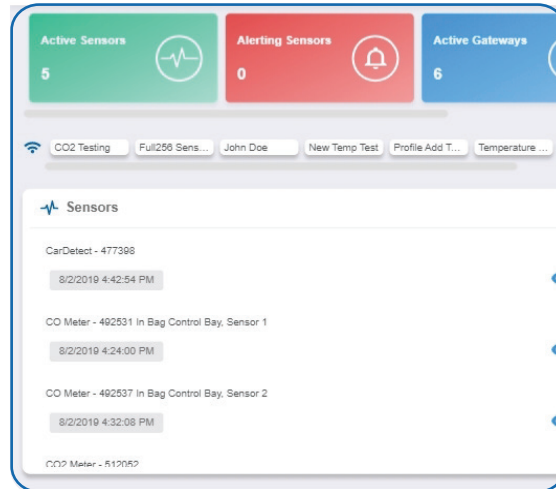 Active Sensors
5
Alerting Sensors
0
Active Gateways
6
CO2 Testing
Full256 Sens...
John Doe
New Temp Test
Profile Add T...
Temperature ...
Sensors
CarDetect - 477398
8/2/2019 4:42:54 PM
CO Meter - 492531 In Bag Control Bay, Sensor 1
8/2/2019 4:24:00 PM
CO Meter - 492537 In Bag Control Bay, Sensor 2
8/2/2019 4:32:08 PM
CO2 Meter - 512052